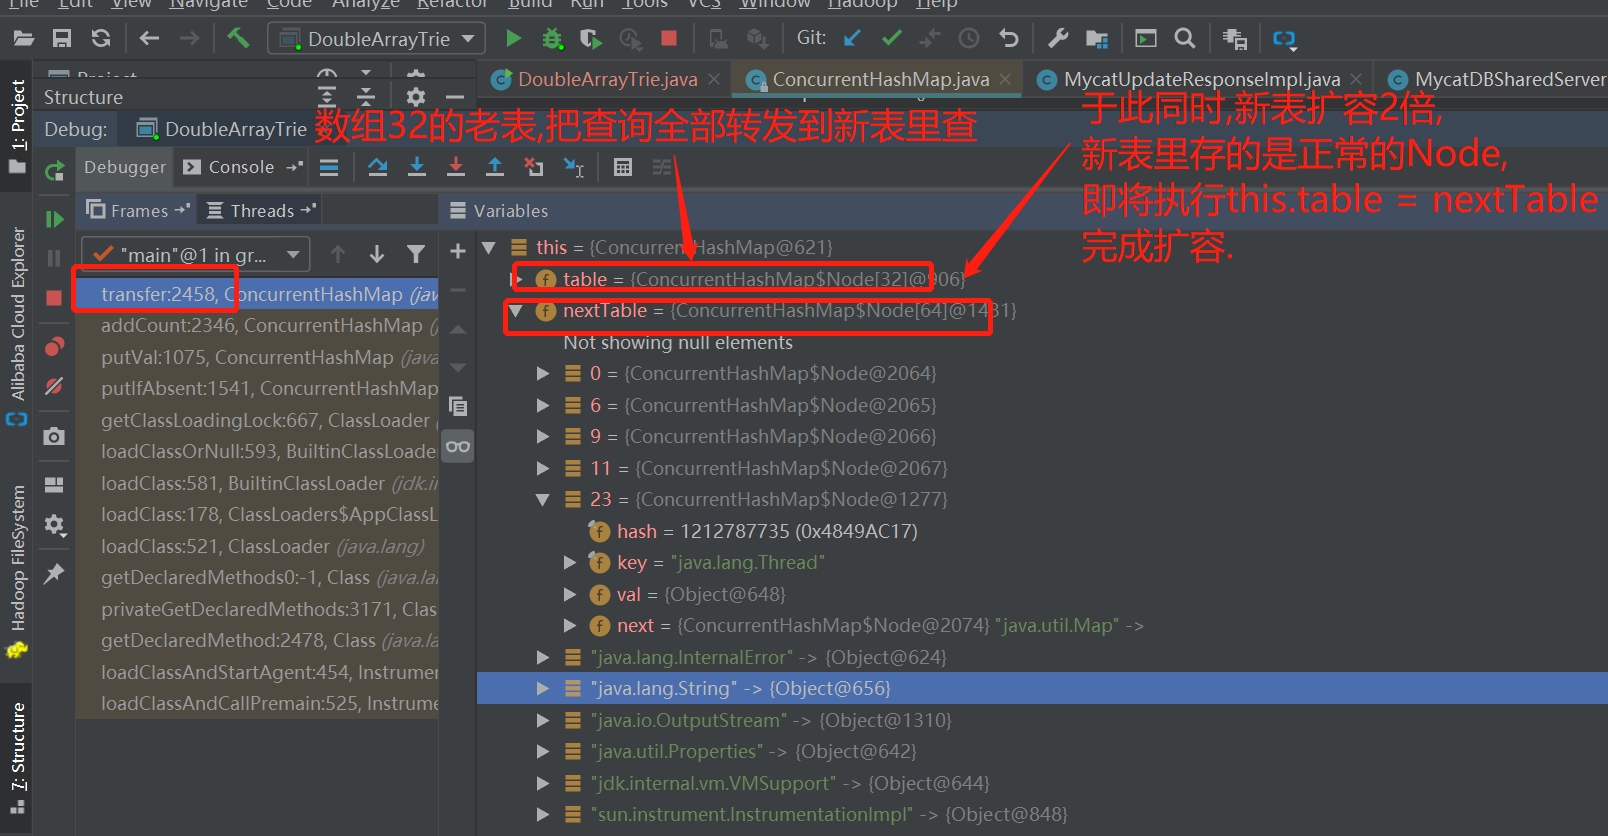 File Edit View Navigate Code Analyze Refactor Build Run Tools VCS Window Hadoop Help
DoubleArrayTrie
Git:
Project
DoubleArrayTrie.java
ConcurrentHashMap.java
MycatUpdateResponseImpl.java
MycatDBSharedServer
Structure
数组32的老表,把查询全部转发到新表里查
于此同时,新表扩容2倍,
新表里存的是正常的Node,
即将执行this.table = nextTable
完成扩容.
Debug:
DoubleArrayTrie
Debugger
Console
Frames
Threads
Variables
"main"@1 in gr...
transfer:2458, ConcurrentHashMap (jav
addCount:2346, ConcurrentHashMap (j
putVal:1075, ConcurrentHashMap (java
putIfAbsent:1541, ConcurrentHashMap
getClassLoadingLock:667, ClassLoader (
loadClassOrNull:593, BuiltinClassLoade
loadClass:581, BuiltinClassLoader (jdk.in
loadClass:178, ClassLoaders$AppClassL
loadClass:521, ClassLoader (java.lang)
getDeclaredMethods0:-1, Class (java.lan
privateGetDeclaredMethods:3171, Clas
getDeclaredMethod:2478, Class (java.la
loadClassAndStartAgent:454, Instrumen
loadClassAndCallPremain:525, Instrume
this = {ConcurrentHashMap@621}
table = {ConcurrentHashMap$Node[32]@906}
nextTable = {ConcurrentHashMap$Node[64]@1431}
Not showing null elements
0 = {ConcurrentHashMap$Node@2064}
6 = {ConcurrentHashMap$Node@2065}
9 = {ConcurrentHashMap$Node@2066}
11 = {ConcurrentHashMap$Node@2067}
23 = {ConcurrentHashMap$Node@1277}
hash = 1212787735 (0x4849AC17)
key = "java.lang.Thread"
val = {Object@648}
next = {ConcurrentHashMap$Node@2074} "java.util.Map" ->
"java.lang.InternalError" -> {Object@624}
"java.lang.String" -> {Object@656}
"java.io.OutputStream" -> {Object@1310}
"java.util.Properties" -> {Object@642}
"jdk.internal.vm.VMSupport" -> {Object@644}
"sun.instrument.InstrumentationImpl" -> {Object@848}
1: Project
Alibaba Cloud Explorer
Hadoop FileSystem
7: Structure